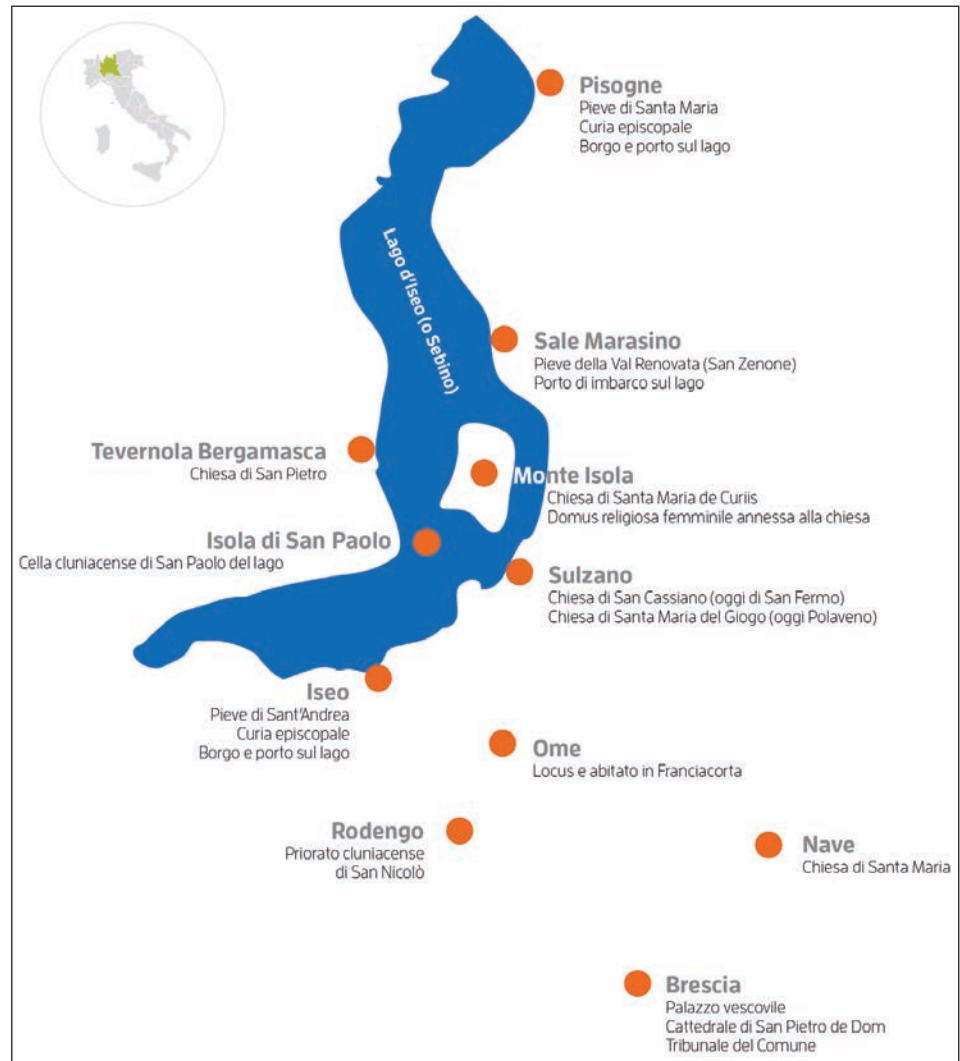 Pisogne
Pieve di Santa Maria
Curia episcopale
Borgo e porto sul lago
Lago d'Iseo (o Sebino)
Sale Marasino
Pieve della Val Renovata (San Zenone)
Porto di imbarco sul lago
Tevernola Bergamasca
Chiesa di San Pietro
Monte Isola
Chiesa di Santa Maria de Curiis
Domus religiosa femminile annessa alla chiesa
Isola di San Paolo
Cella cluniacense di San Paolo del lago
Sulzano
Chiesa di San Cassiano (oggi di San Fermo)
Chiesa di Santa Maria del Giogo (oggi Polaveno)
Iseo
Pieve di Sant'Andrea
Curia episcopale
Borgo e porto sul lago
Ome
Locus e abitato in Franciacorta
Rodengo
Priorato cluniacense
di San Nicolò
Nave
Chiesa di Santa Maria
Brescia
Palazzo vescovile
Cattedrale di San Pietro de Dom
Tribunale del Comune